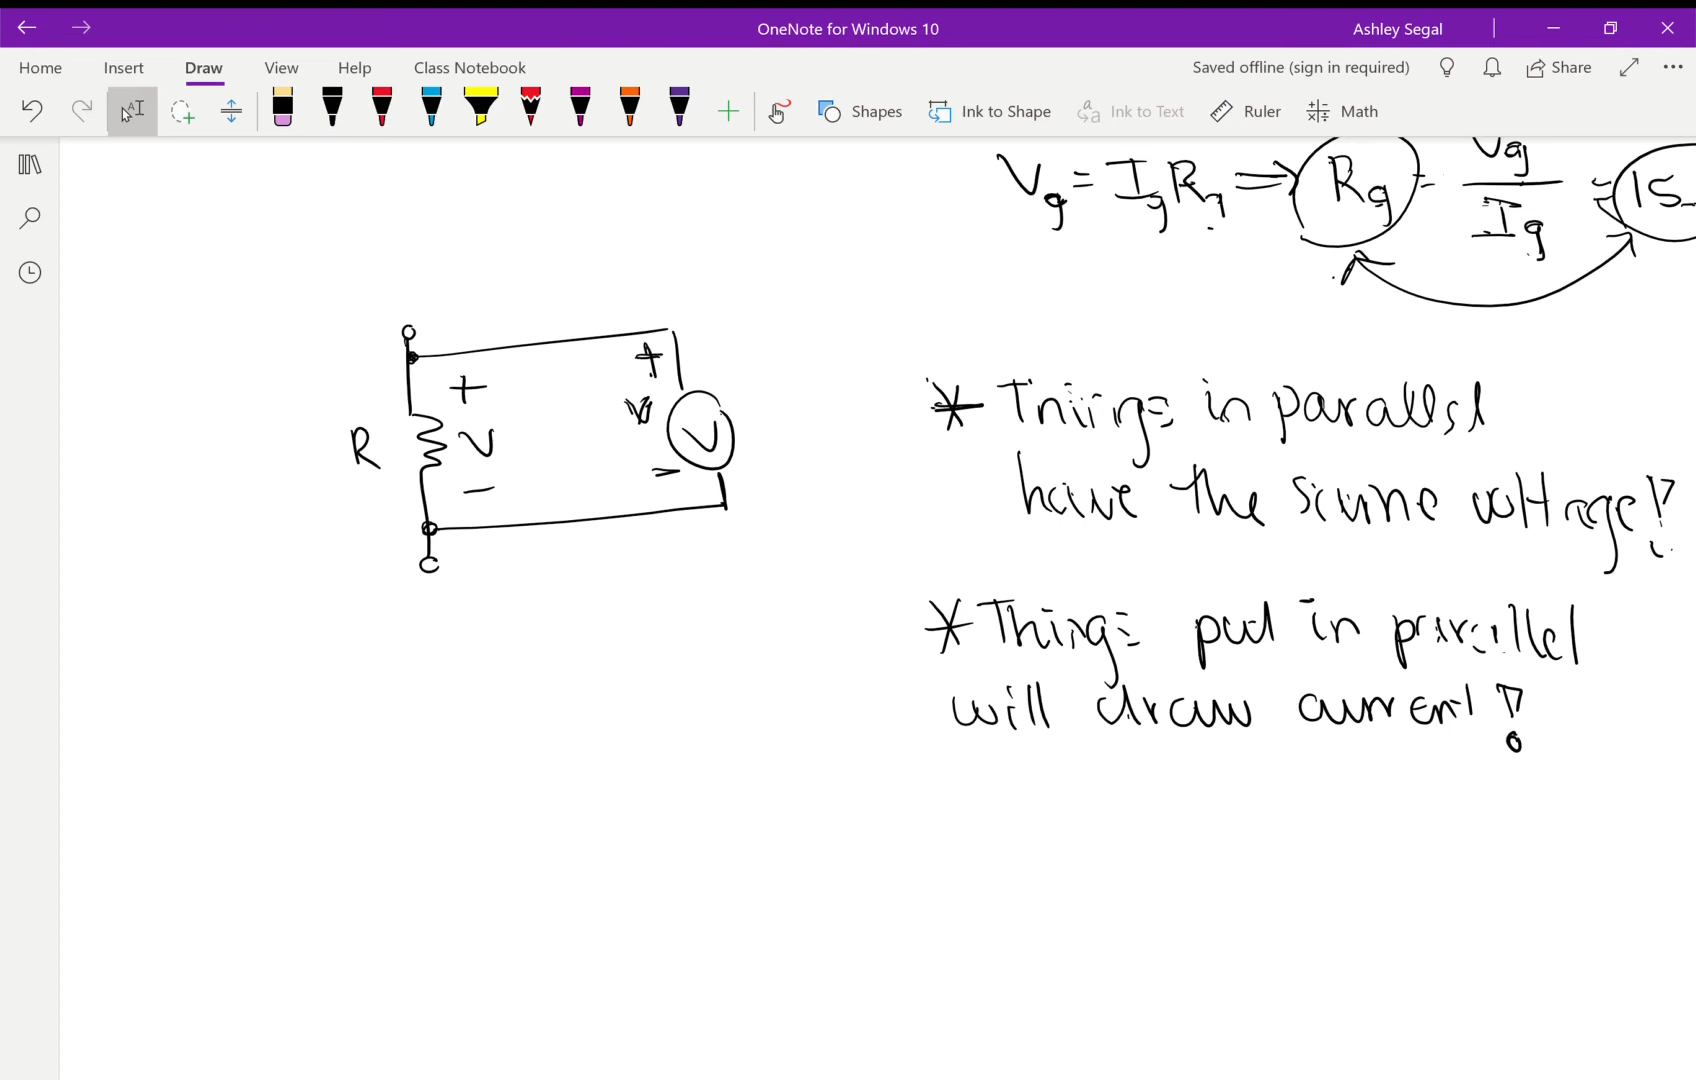 OneNote for Windows 10
Ashley Segal
Home Insert Draw View Help Class Notebook
Saved offline (sign in required) Share
Shapes Ink to Shape Ink to Text Ruler Math
Vg = IgRg ⇒ Rg = Vg / Ig = 15
R + V -
+ V - V
* Things in parallel
have the same voltage!
* Things put in parallel
will draw current!